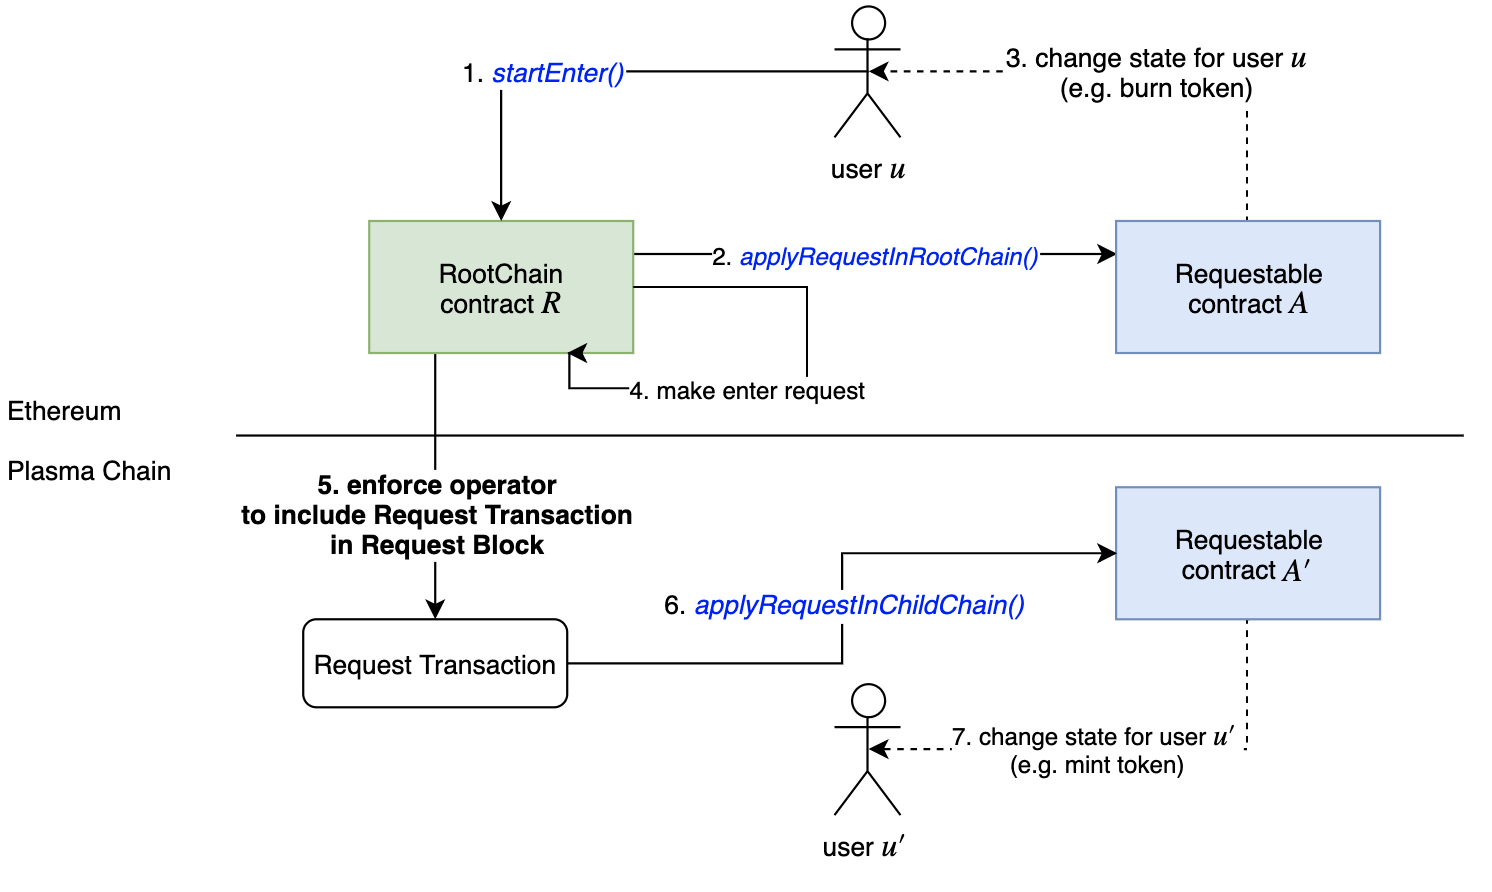 1. startEnter()
3. change state for user u
(e.g. burn token)
user u
RootChain
contract R
2. applyRequestInRootChain()
Requestable
contract A
4. make enter request
Ethereum
Plasma Chain
5. enforce operator
to include Request Transaction
in Request Block
Requestable
contract A′
6. applyRequestInChildChain()
Request Transaction
7. change state for user u′
(e.g. mint token)
user u′